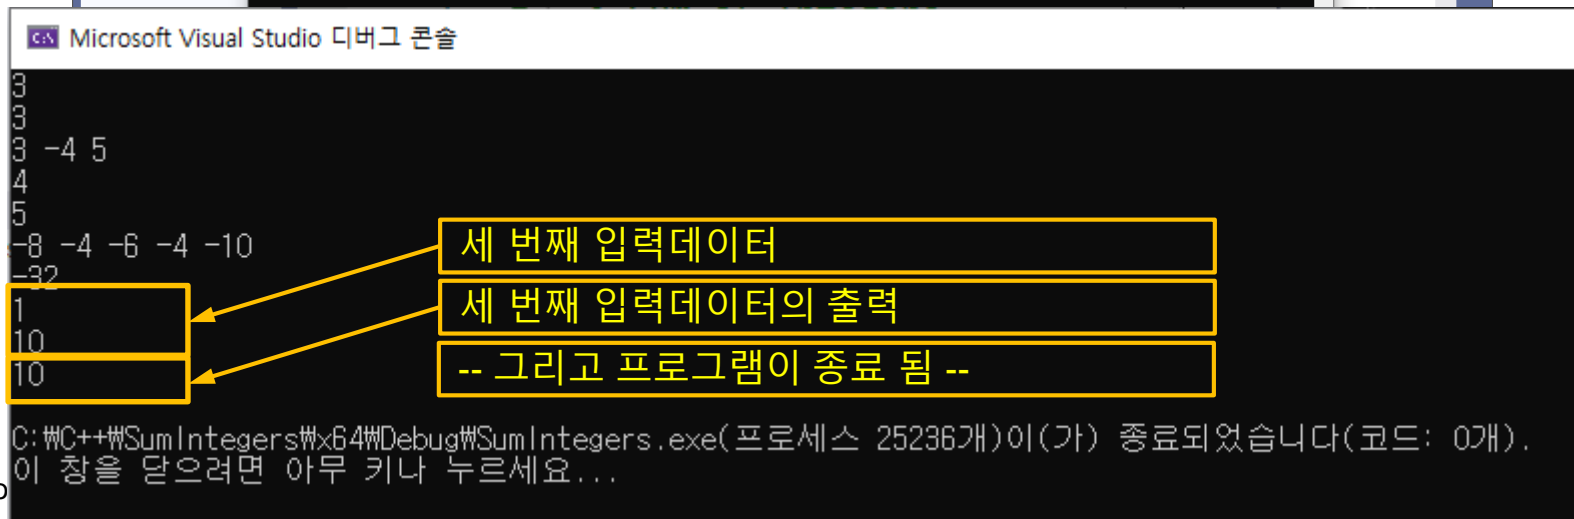 Microsoft Visual Studio 디버그 콘솔
3
3
3 -4 5
4
5
-8 -4 -6 -4 -10
-32
1
10
10
세 번째 입력데이터
세 번째 입력데이터의 출력
-- 그리고 프로그램이 종료 됨 --
C:₩C++₩SumIntegers₩x64₩Debug₩SumIntegers.exe(프로세스 25236개)이(가) 종료되었습니다(코드: 0개).
이 창을 닫으려면 아무 키나 누르세요...